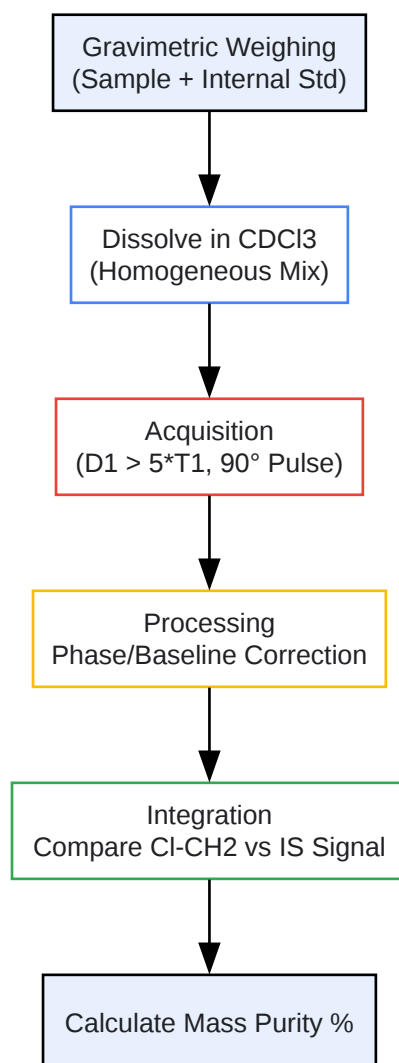 Gravimetric Weighing
(Sample + Internal Std)
Dissolve in CDCl3
(Homogeneous Mix)
Acquisition
(D1 > 5*T1, 90° Pulse)
Processing
Phase/Baseline Correction
Integration
Compare Cl-CH2 vs IS Signal
Calculate Mass Purity %